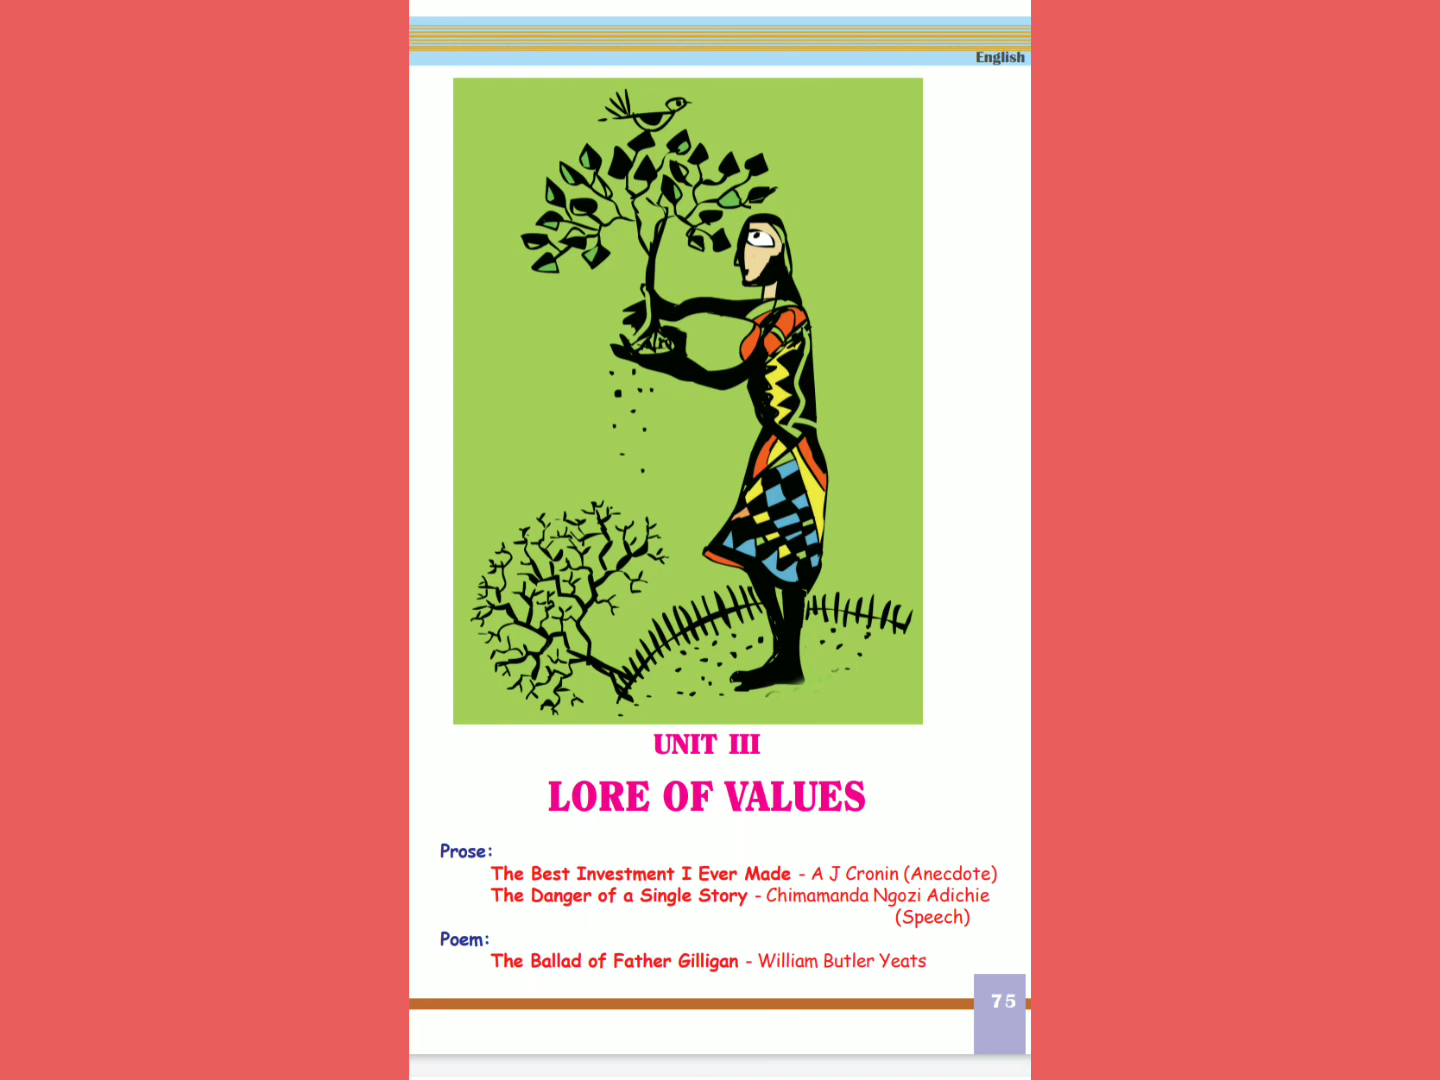 English
UNIT III
LORE OF VALUES
Prose:
The Best Investment I Ever Made - A J Cronin (Anecdote)
The Danger of a Single Story - Chimamanda Ngozi Adichie
(Speech)
Poem:
The Ballad of Father Gilligan - William Butler Yeats
75